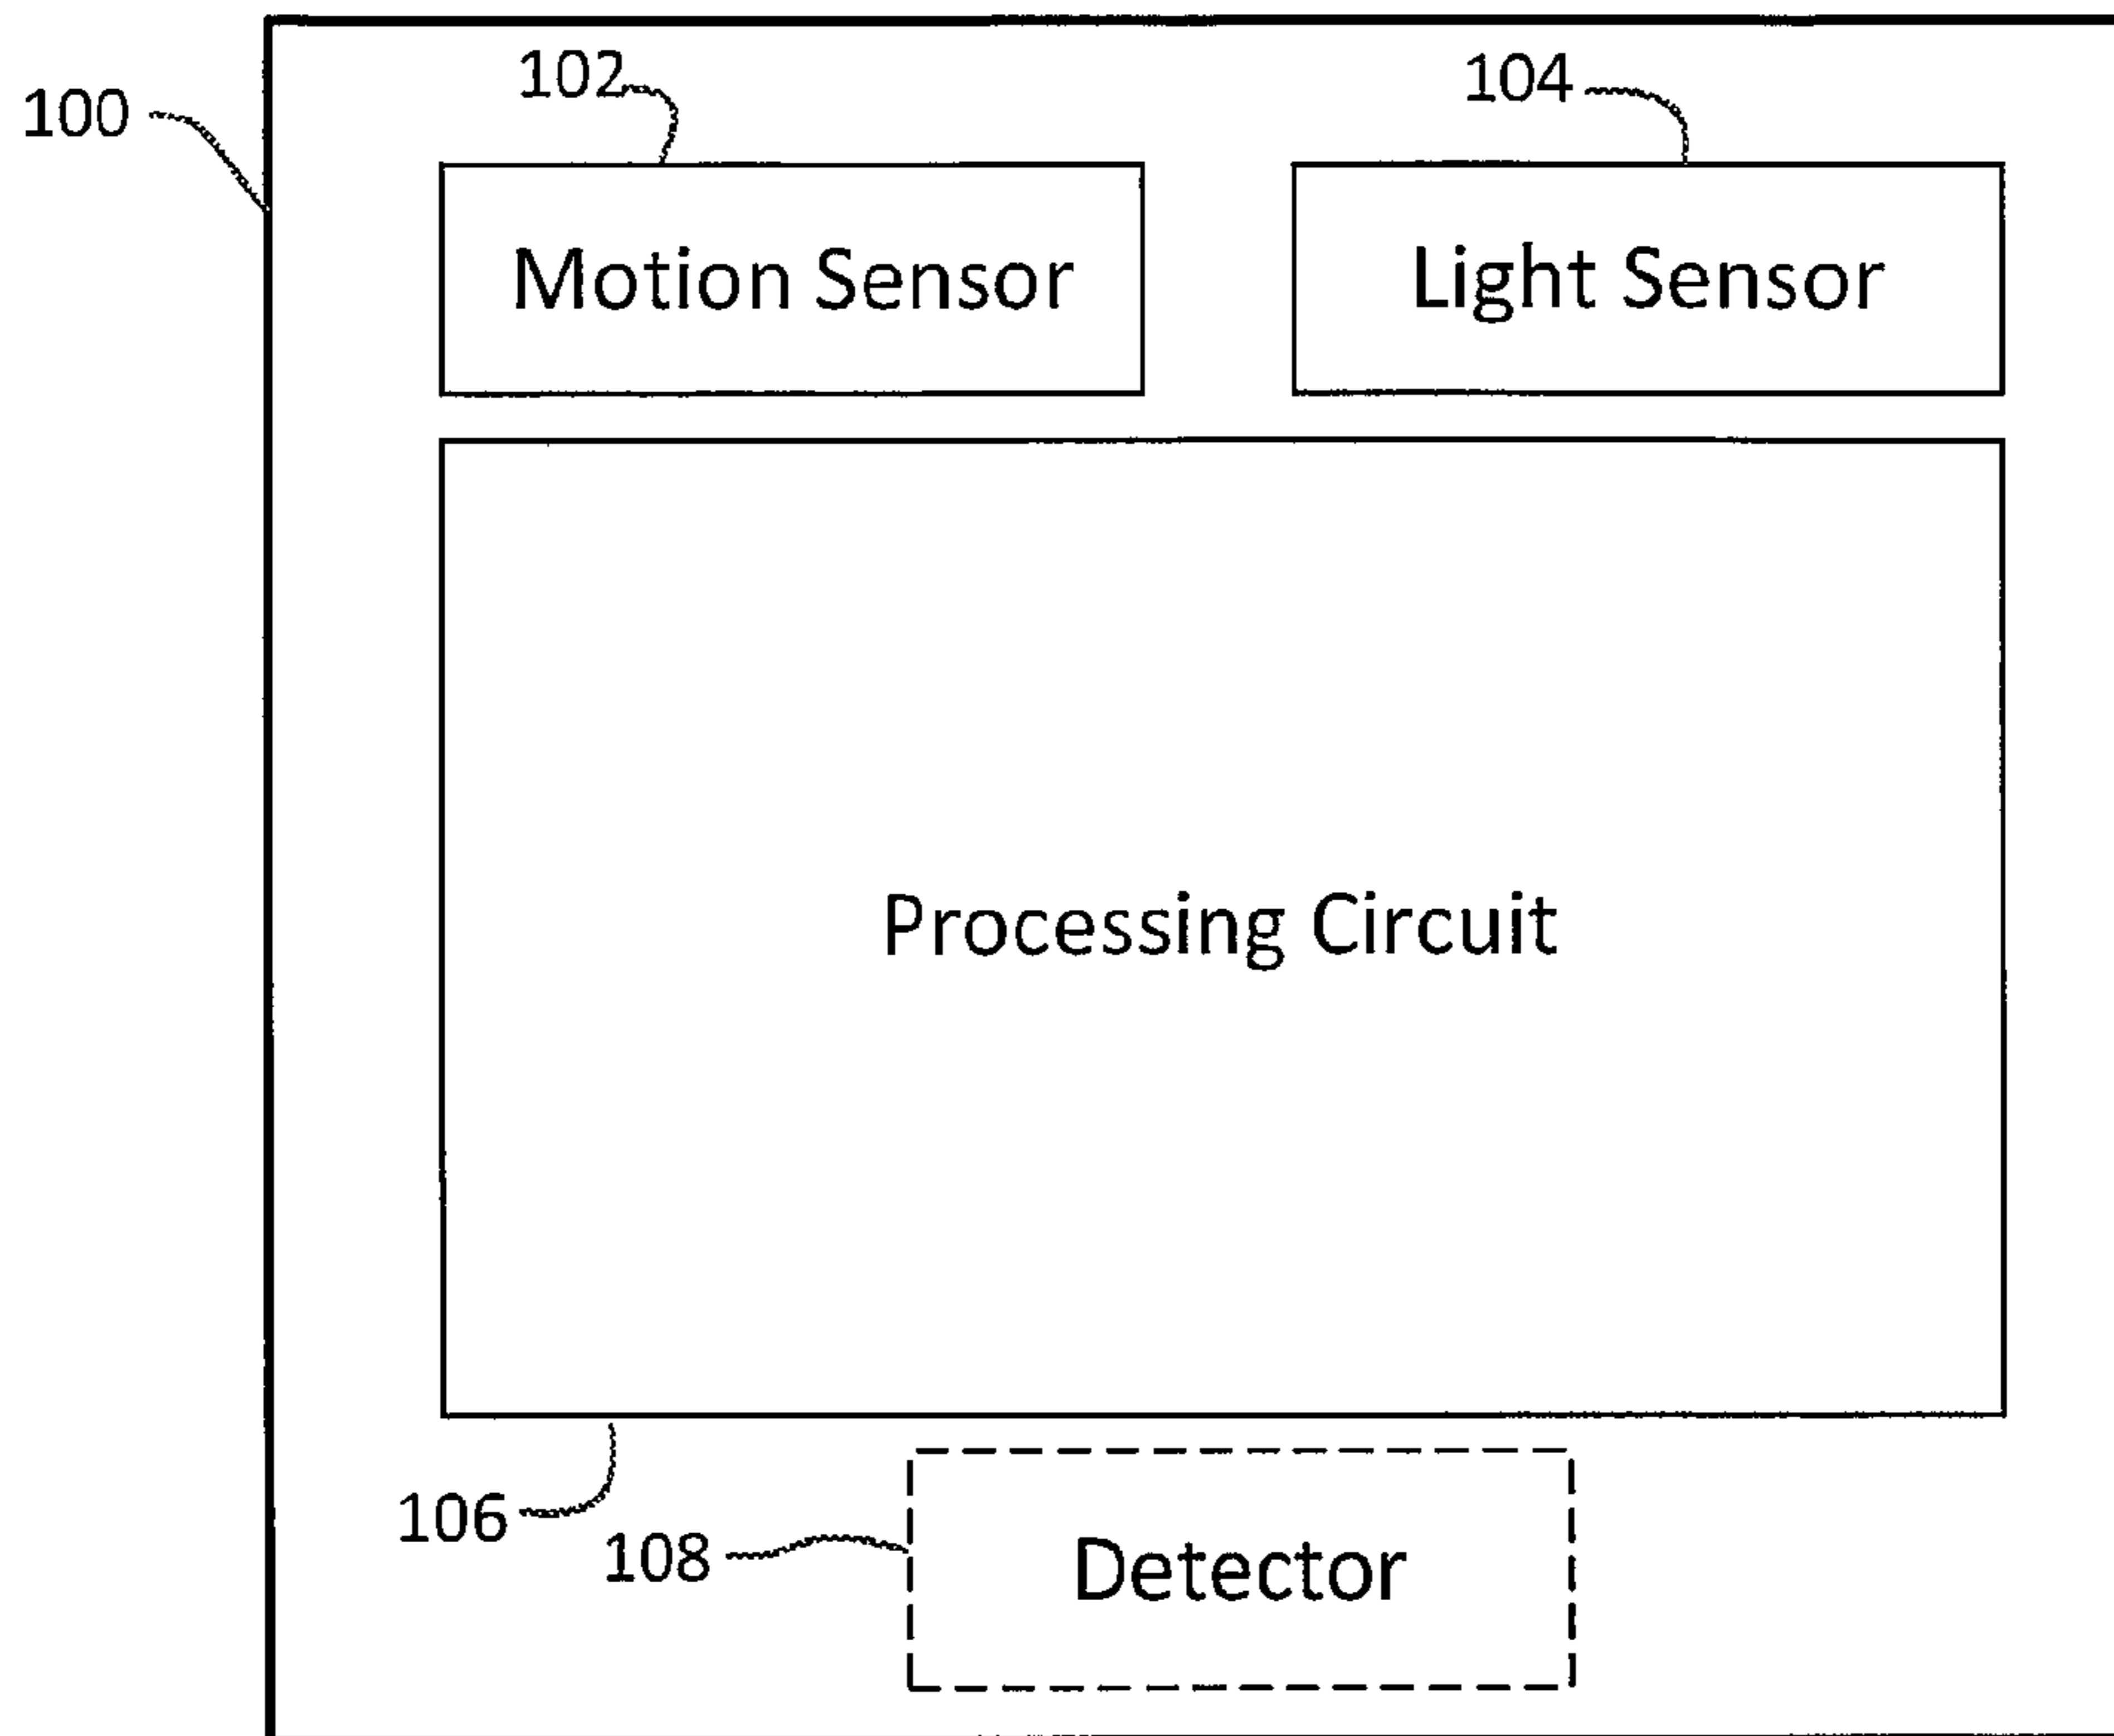 102
104
100
Motion Sensor
Light Sensor
Processing Circuit
106
108
Detector